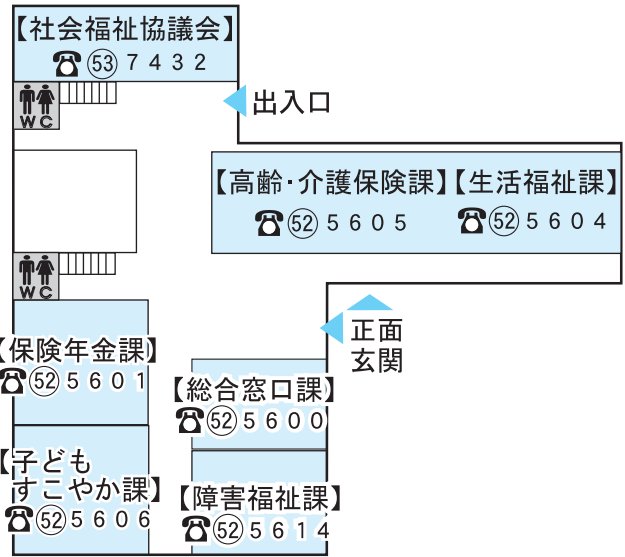 【社会福祉協議会】
☎㊳7432
WC
出入口
【高齢・介護保険課】【生活福祉課】
☎52 5605 ☎52 5604
WC
正面
玄関
【保険年金課】
☎52 5601
【総合窓口課】
☎52 5600
【子ども
すこやか課】
☎52 5606
【障害福祉課】
☎52 5614